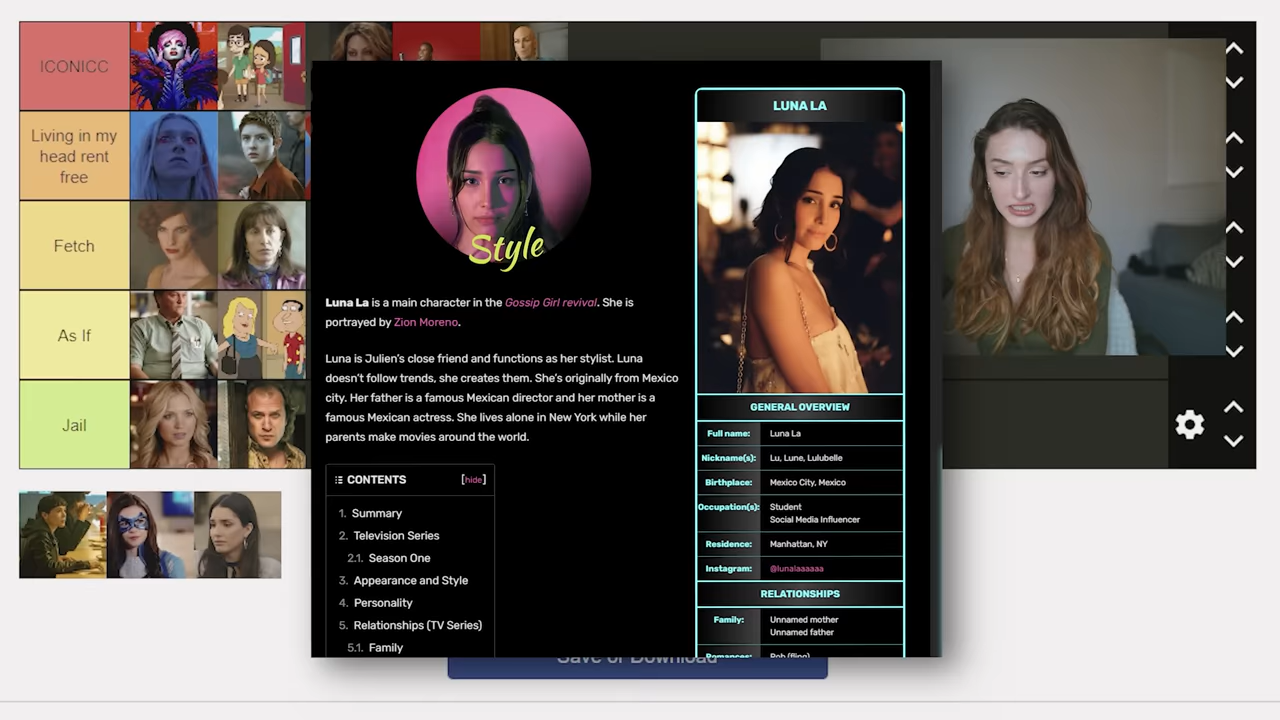 ICONICC
Living in my
head rent
free
Fetch
As If
Jail
Style
Luna La is a main character in the Gossip Girl revival. She is
portrayed by Zion Moreno.
Luna is Julien's close friend and functions as her stylist. Luna
doesn't follow trends, she creates them. She's originally from Mexico
city. Her father is a famous Mexican director and her mother is a
famous Mexican actress. She lives alone in New York while her
parents make movies around the world.
CONTENTS [hide]
1. Summary
2. Television Series
2.1. Season One
3. Appearance and Style
4. Personality
5. Relationships (TV Series)
5.1. Family
LUNA LA
GENERAL OVERVIEW
Full name: Luna La
Nickname(s): Lu, Lune, Lulubelle
Birthplace: Mexico City, Mexico
Occupation(s): Student
Social Media Influencer
Residence: Manhattan, NY
Instagram: @lunalaaaaaa
RELATIONSHIPS
Family: Unnamed mother
Unnamed father
Romances: Rob (fling)
Save or Download